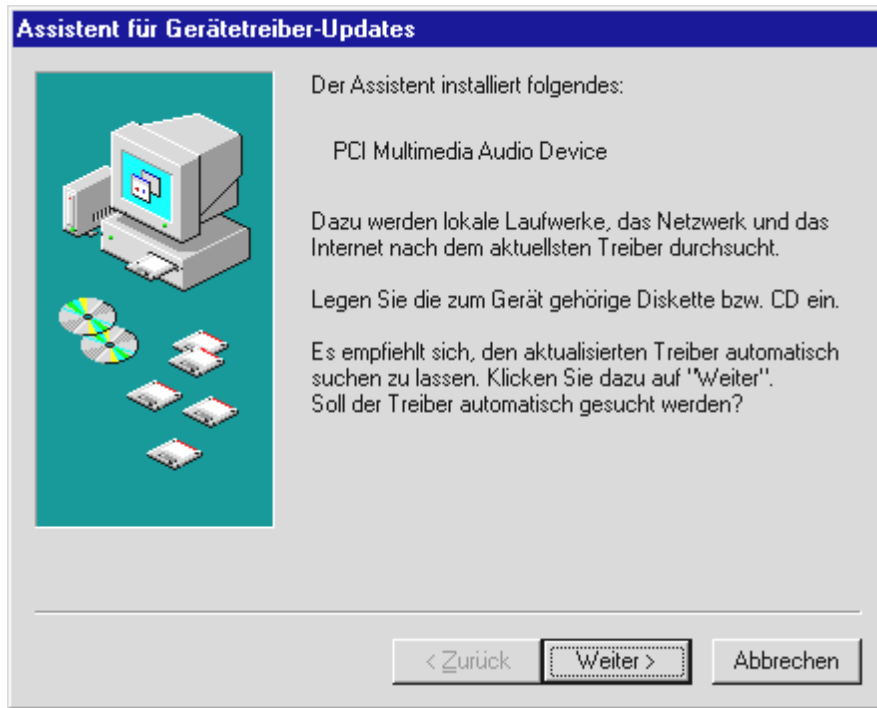 Assistent für Gerätetreiber-Updates
Der Assistent installiert folgendes:
PCI Multimedia Audio Device
Dazu werden lokale Laufwerke, das Netzwerk und das
Internet nach dem aktuellsten Treiber durchsucht.
Legen Sie die zum Gerät gehörige Diskette bzw. CD ein.
Es empfiehlt sich, den aktualisierten Treiber automatisch
suchen zu lassen. Klicken Sie dazu auf "Weiter".
Soll der Treiber automatisch gesucht werden?
< Zurück
Weiter >
Abbrechen